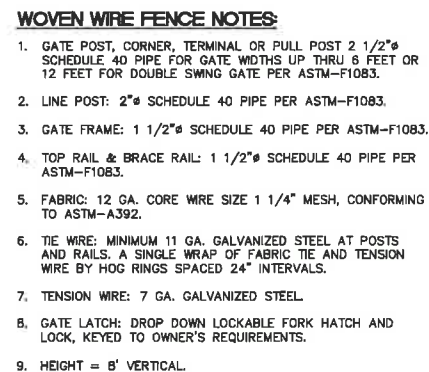 WOVEN WIRE FENCE NOTES:
1. GATE POST, CORNER, TERMINAL OR PULL POST 2 1/2"ø
SCHEDULE 40 PIPE FOR GATE WIDTHS UP THRU 6 FEET OR
12 FEET FOR DOUBLE SWING GATE PER ASTM-F1083.
2. LINE POST: 2"ø SCHEDULE 40 PIPE PER ASTM-F1083.
3. GATE FRAME: 1 1/2"ø SCHEDULE 40 PIPE PER ASTM-F1083.
4. TOP RAIL & BRACE RAIL: 1 1/2"ø SCHEDULE 40 PIPE PER
ASTM-F1083.
5. FABRIC: 12 GA. CORE WIRE SIZE 1 1/4" MESH, CONFORMING
TO ASTM-A392.
6. TIE WIRE: MINIMUM 11 GA. GALVANIZED STEEL AT POSTS
AND RAILS. A SINGLE WRAP OF FABRIC TIE AND TENSION
WIRE BY HOG RINGS SPACED 24" INTERVALS.
7. TENSION WIRE: 7 GA. GALVANIZED STEEL.
8. GATE LATCH: DROP DOWN LOCKABLE FORK HATCH AND
LOCK, KEYED TO OWNER'S REQUIREMENTS.
9. HEIGHT = 8' VERTICAL.